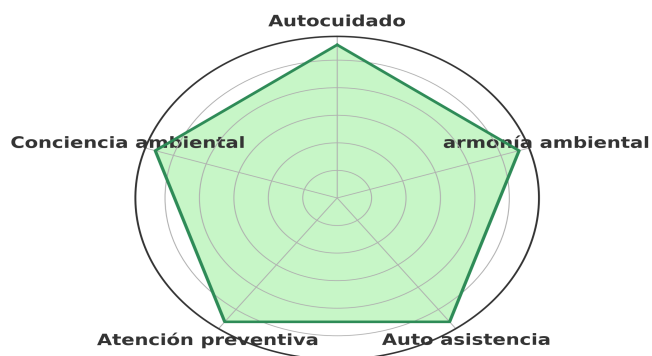 Autocuidado
Conciencia ambiental
armonía ambiental
Atención preventiva
Auto asistencia